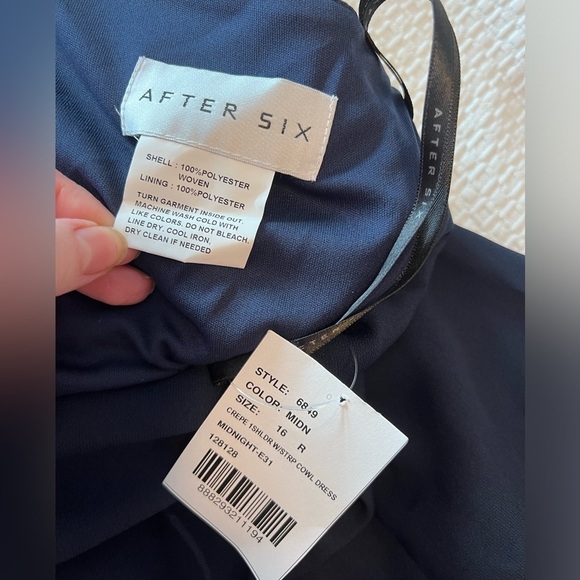 AFTER SIX
SHELL : 100%POLYESTER
WOVEN
LINING : 100%POLYESTER
TURN GARMENT INSIDE OUT,
MACHINE WASH COLD WITH
LIKE COLORS. DO NOT BLEACH.
LINE DRY. COOL IRON,
DRY CLEAN IF NEEDED
AFTER SIX
AFTER
STYLE: 6849
COLOR: MIDN
SIZE: 16 R
CREPE 1SHLDR W/STRP COWL DRESS
MIDNIGHT-E31
128128
888293211194